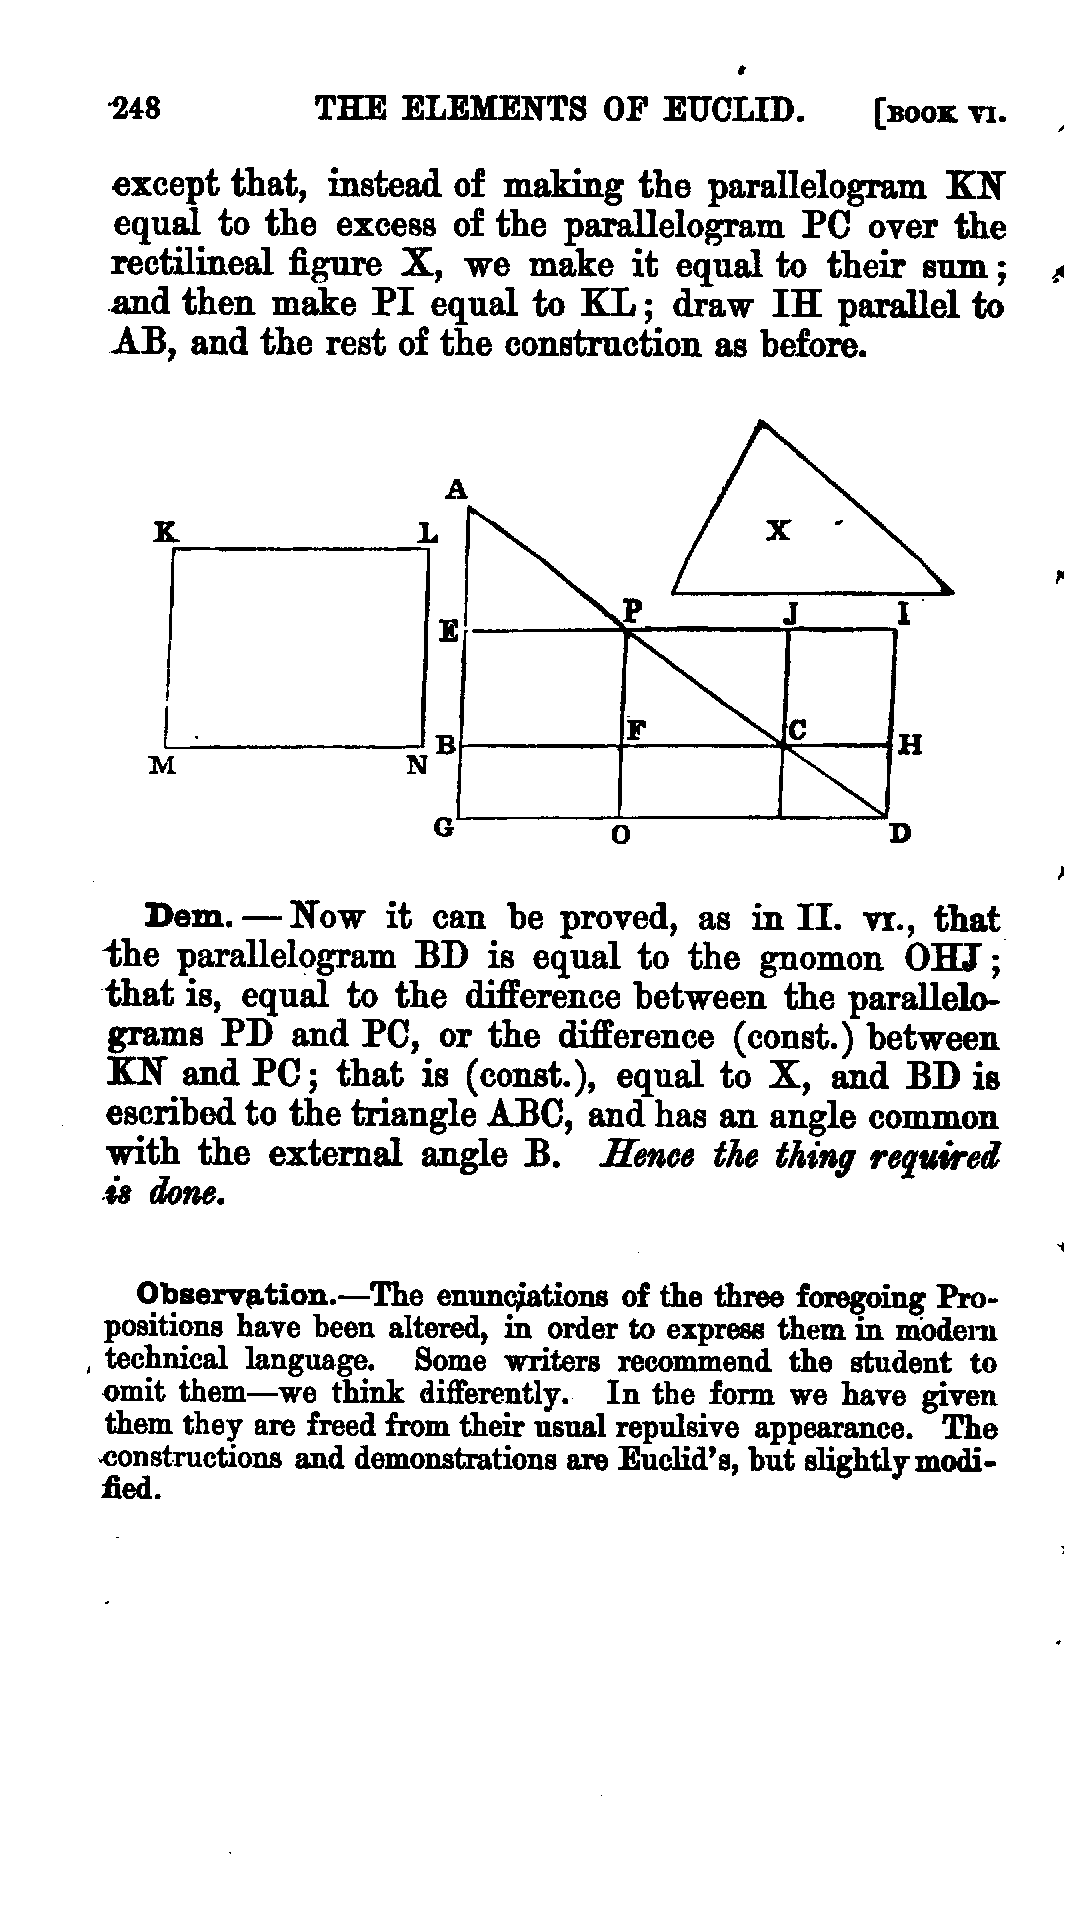 248 THE ELEMENTS OF EUCLID. [BOOK VI.
except that, instead of making the parallelogram KN
equal to the excess of the parallelogram PC over the
rectilineal figure X, we make it equal to their sum;
and then make PI equal to KL; draw IH parallel to
AB, and the rest of the construction as before.
A
K L X
E P J I
B F C H
M N
G O D
Dem. — Now it can be proved, as in II. VI., that
the parallelogram BD is equal to the gnomon OHJ;
that is, equal to the difference between the parallelo-
grams PD and PC, or the difference (const.) between
KN and PC; that is (const.), equal to X, and BD is
escribed to the triangle ABC, and has an angle common
with the external angle B. Hence the thing required
is done.
Observation.—The enunciations of the three foregoing Pro-
positions have been altered, in order to express them in modern
technical language. Some writers recommend the student to
omit them—we think differently. In the form we have given
them they are freed from their usual repulsive appearance. The
constructions and demonstrations are Euclid's, but slightly modi-
fied.